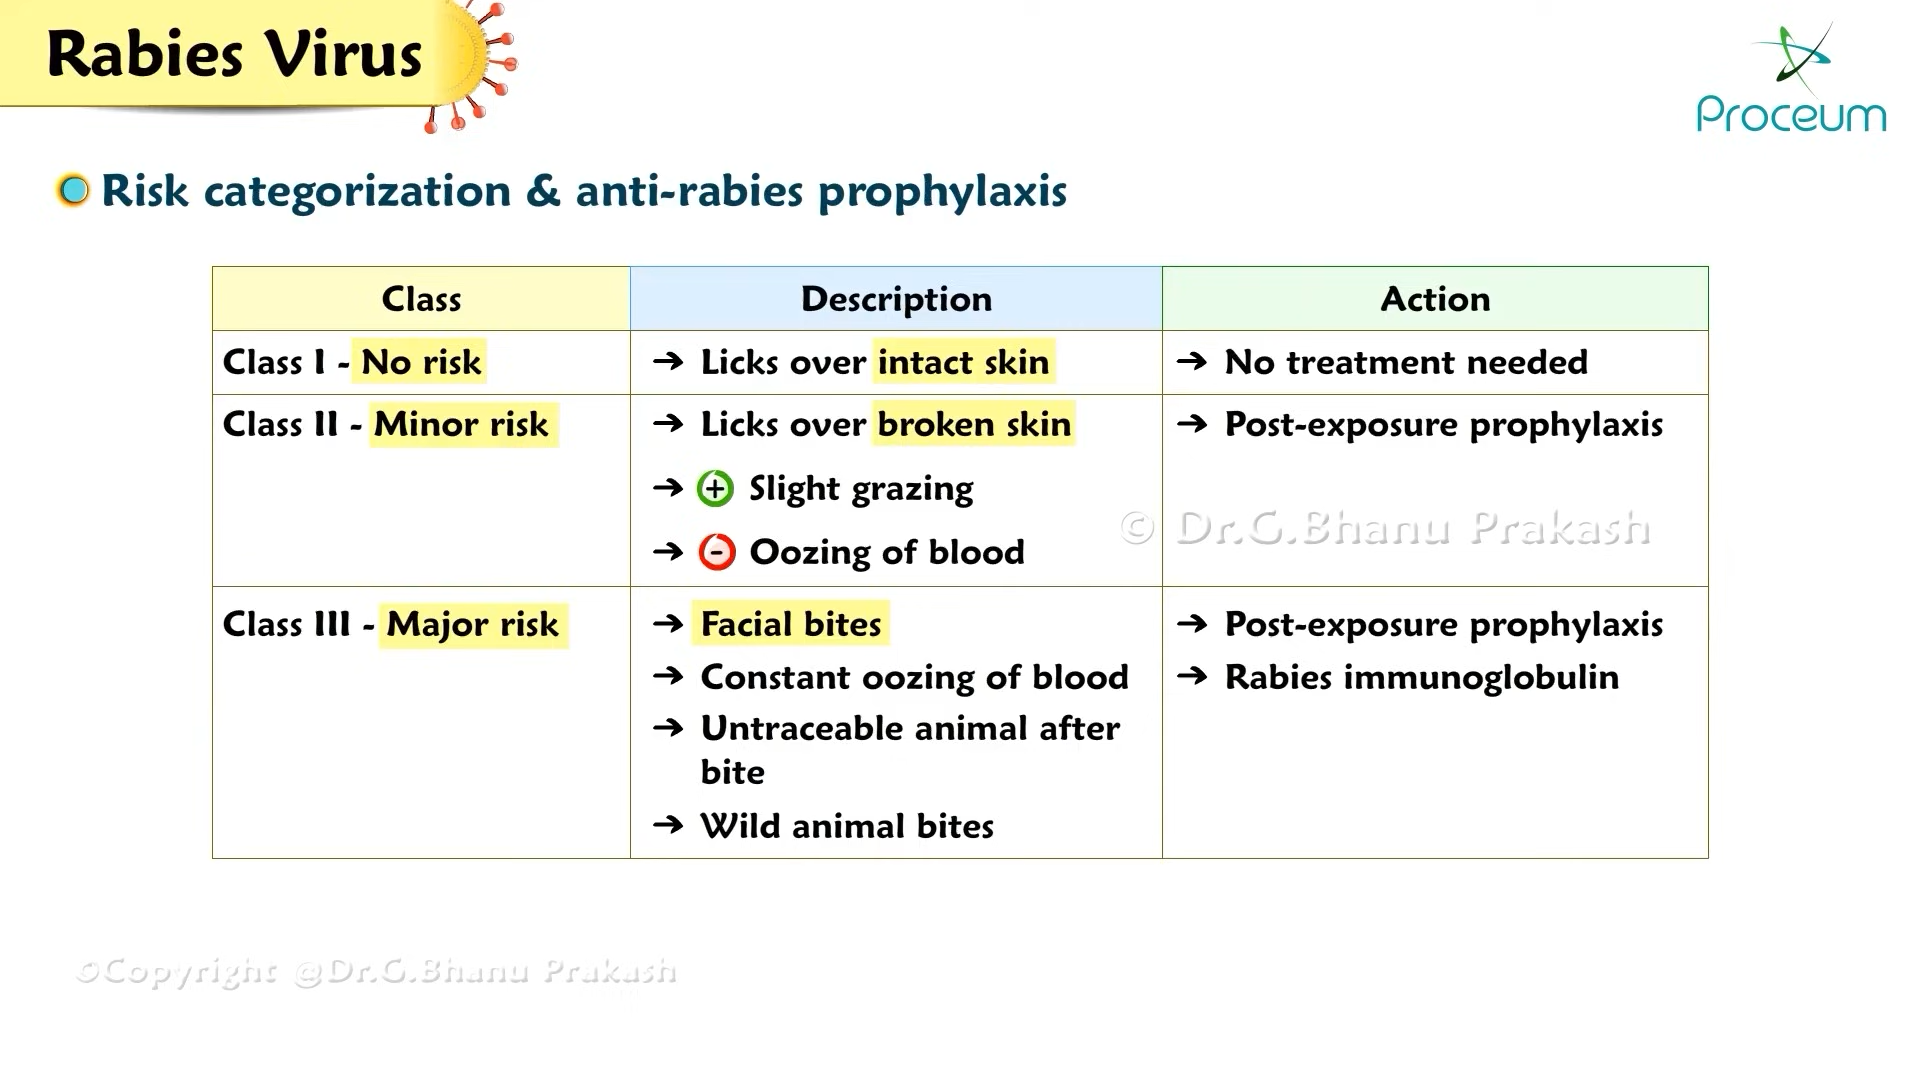 Rabies Virus
Proceum
Risk categorization & anti-rabies prophylaxis
Class Description Action
Class I - No risk → Licks over intact skin → No treatment needed
Class II - Minor risk → Licks over broken skin → Post-exposure prophylaxis
→ + Slight grazing
→ - Oozing of blood
© Dr.G.Bhanu Prakash
Class III - Major risk → Facial bites → Post-exposure prophylaxis
→ Constant oozing of blood → Rabies immunoglobulin
→ Untraceable animal after
bite
→ Wild animal bites
©Copyright @Dr.G.Bhanu Prakash